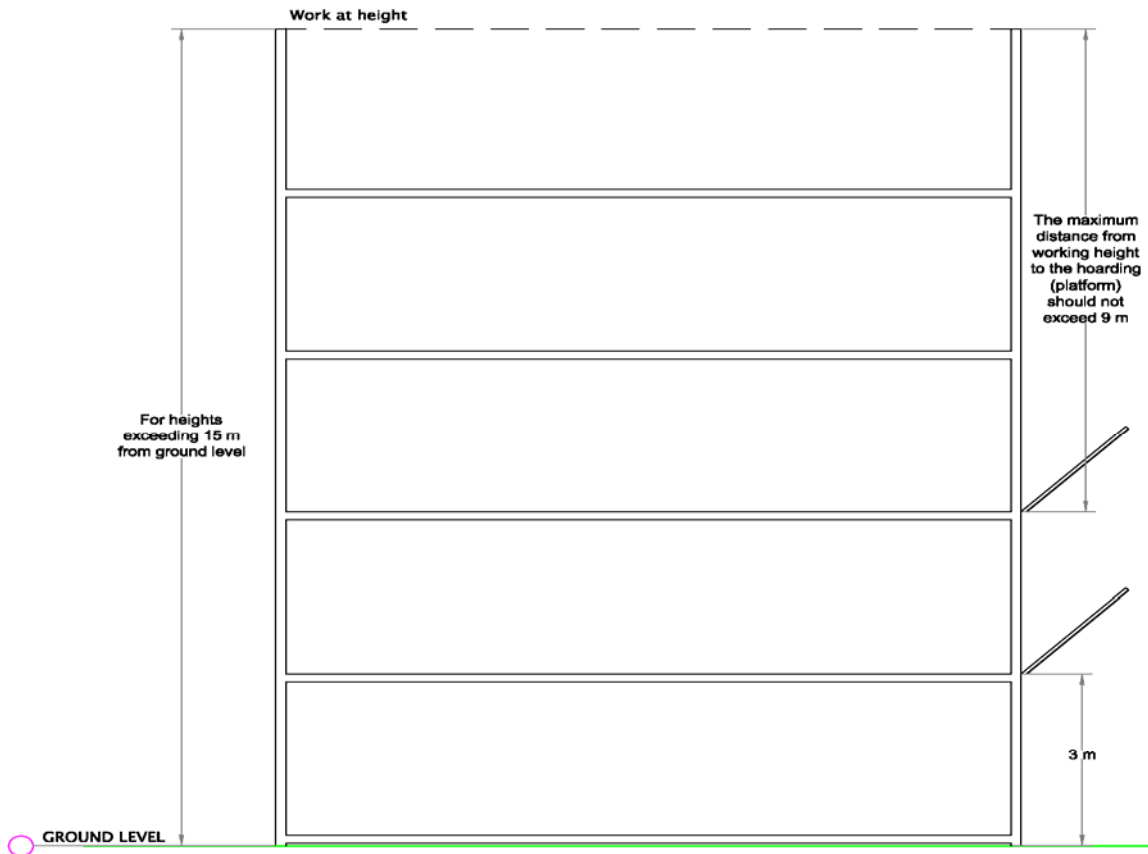 Work at height
The maximum
distance from
working height
to the hoarding
(platform)
should not
exceed 9 m
For heights
exceeding 15 m
from ground level
3 m
GROUND LEVEL